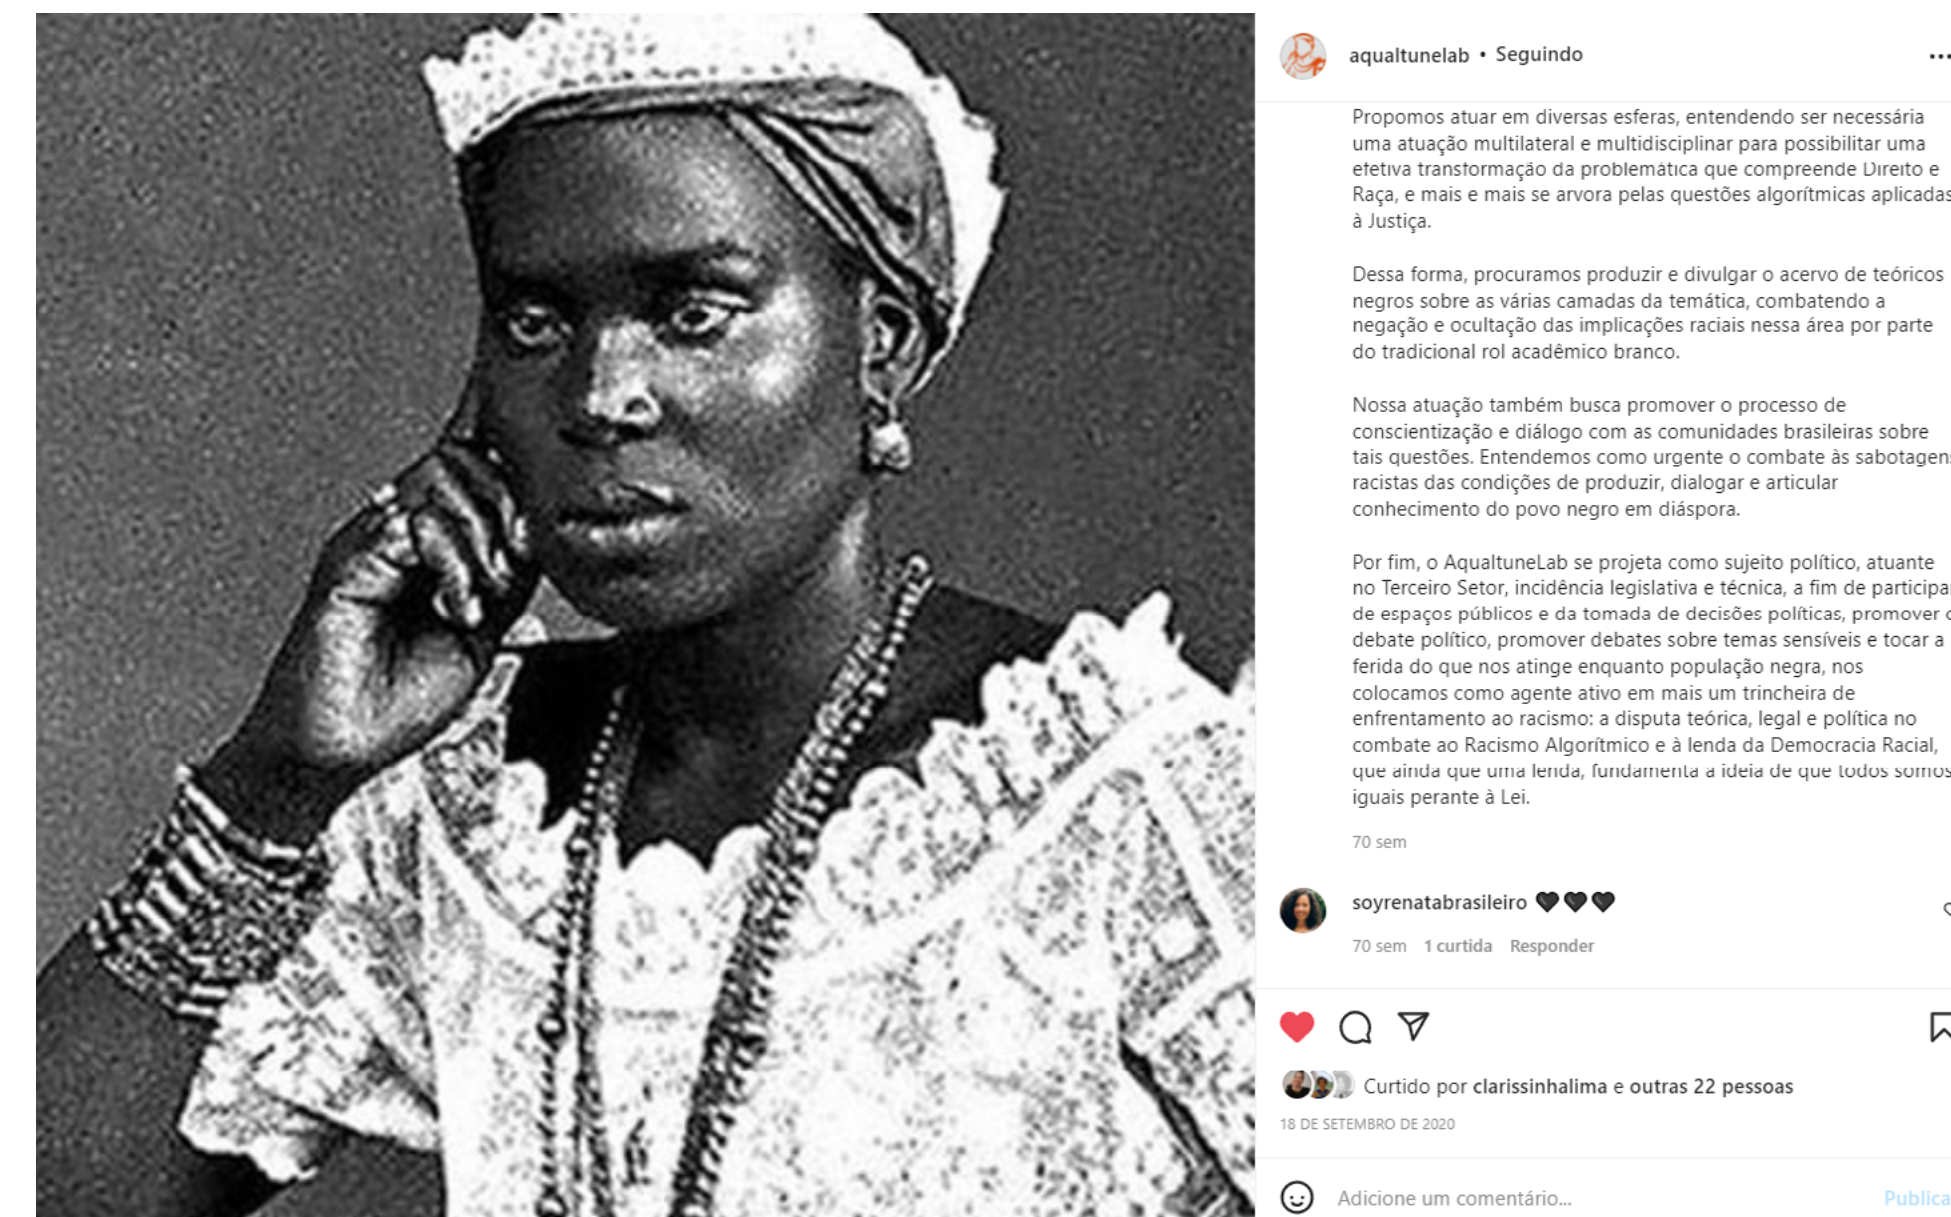 aqualtunelab • Seguindo
Propomos atuar em diversas esferas, entendendo ser necessária
uma atuação multilateral e multidisciplinar para possibilitar uma
efetiva transformação da problemática que compreende Direito e
Raça, e mais e mais se arvora pelas questões algorítmicas aplicadas
à Justiça.
Dessa forma, procuramos produzir e divulgar o acervo de teóricos
negros sobre as várias camadas da temática, combatendo a
negação e ocultação das implicações raciais nessa área por parte
do tradicional rol acadêmico branco.
Nossa atuação também busca promover o processo de
conscientização e diálogo com as comunidades brasileiras sobre
tais questões. Entendemos como urgente o combate às sabotagens
racistas das condições de produzir, dialogar e articular
conhecimento do povo negro em diáspora.
Por fim, o AqualtuneLab se projeta como sujeito político, atuante
no Terceiro Setor, incidência legislativa e técnica, a fim de participa
de espaços públicos e da tomada de decisões políticas, promover o
debate político, promover debates sobre temas sensíveis e tocar a
ferida do que nos atinge enquanto população negra, nos
colocamos como agente ativo em mais um trincheira de
enfrentamento ao racismo: a disputa teórica, legal e política no
combate ao Racismo Algorítmico e à lenda da Democracia Racial,
que ainda que uma lenda, fundamenta a ideia de que todos somos
iguais perante à Lei.
70 sem
soyrenatabrasileiro 🖤🖤🖤
70 sem 1 curtida Responder
Curtido por clarissinhalima e outras 22 pessoas
18 DE SETEMBRO DE 2020
Adicione um comentário... Publica